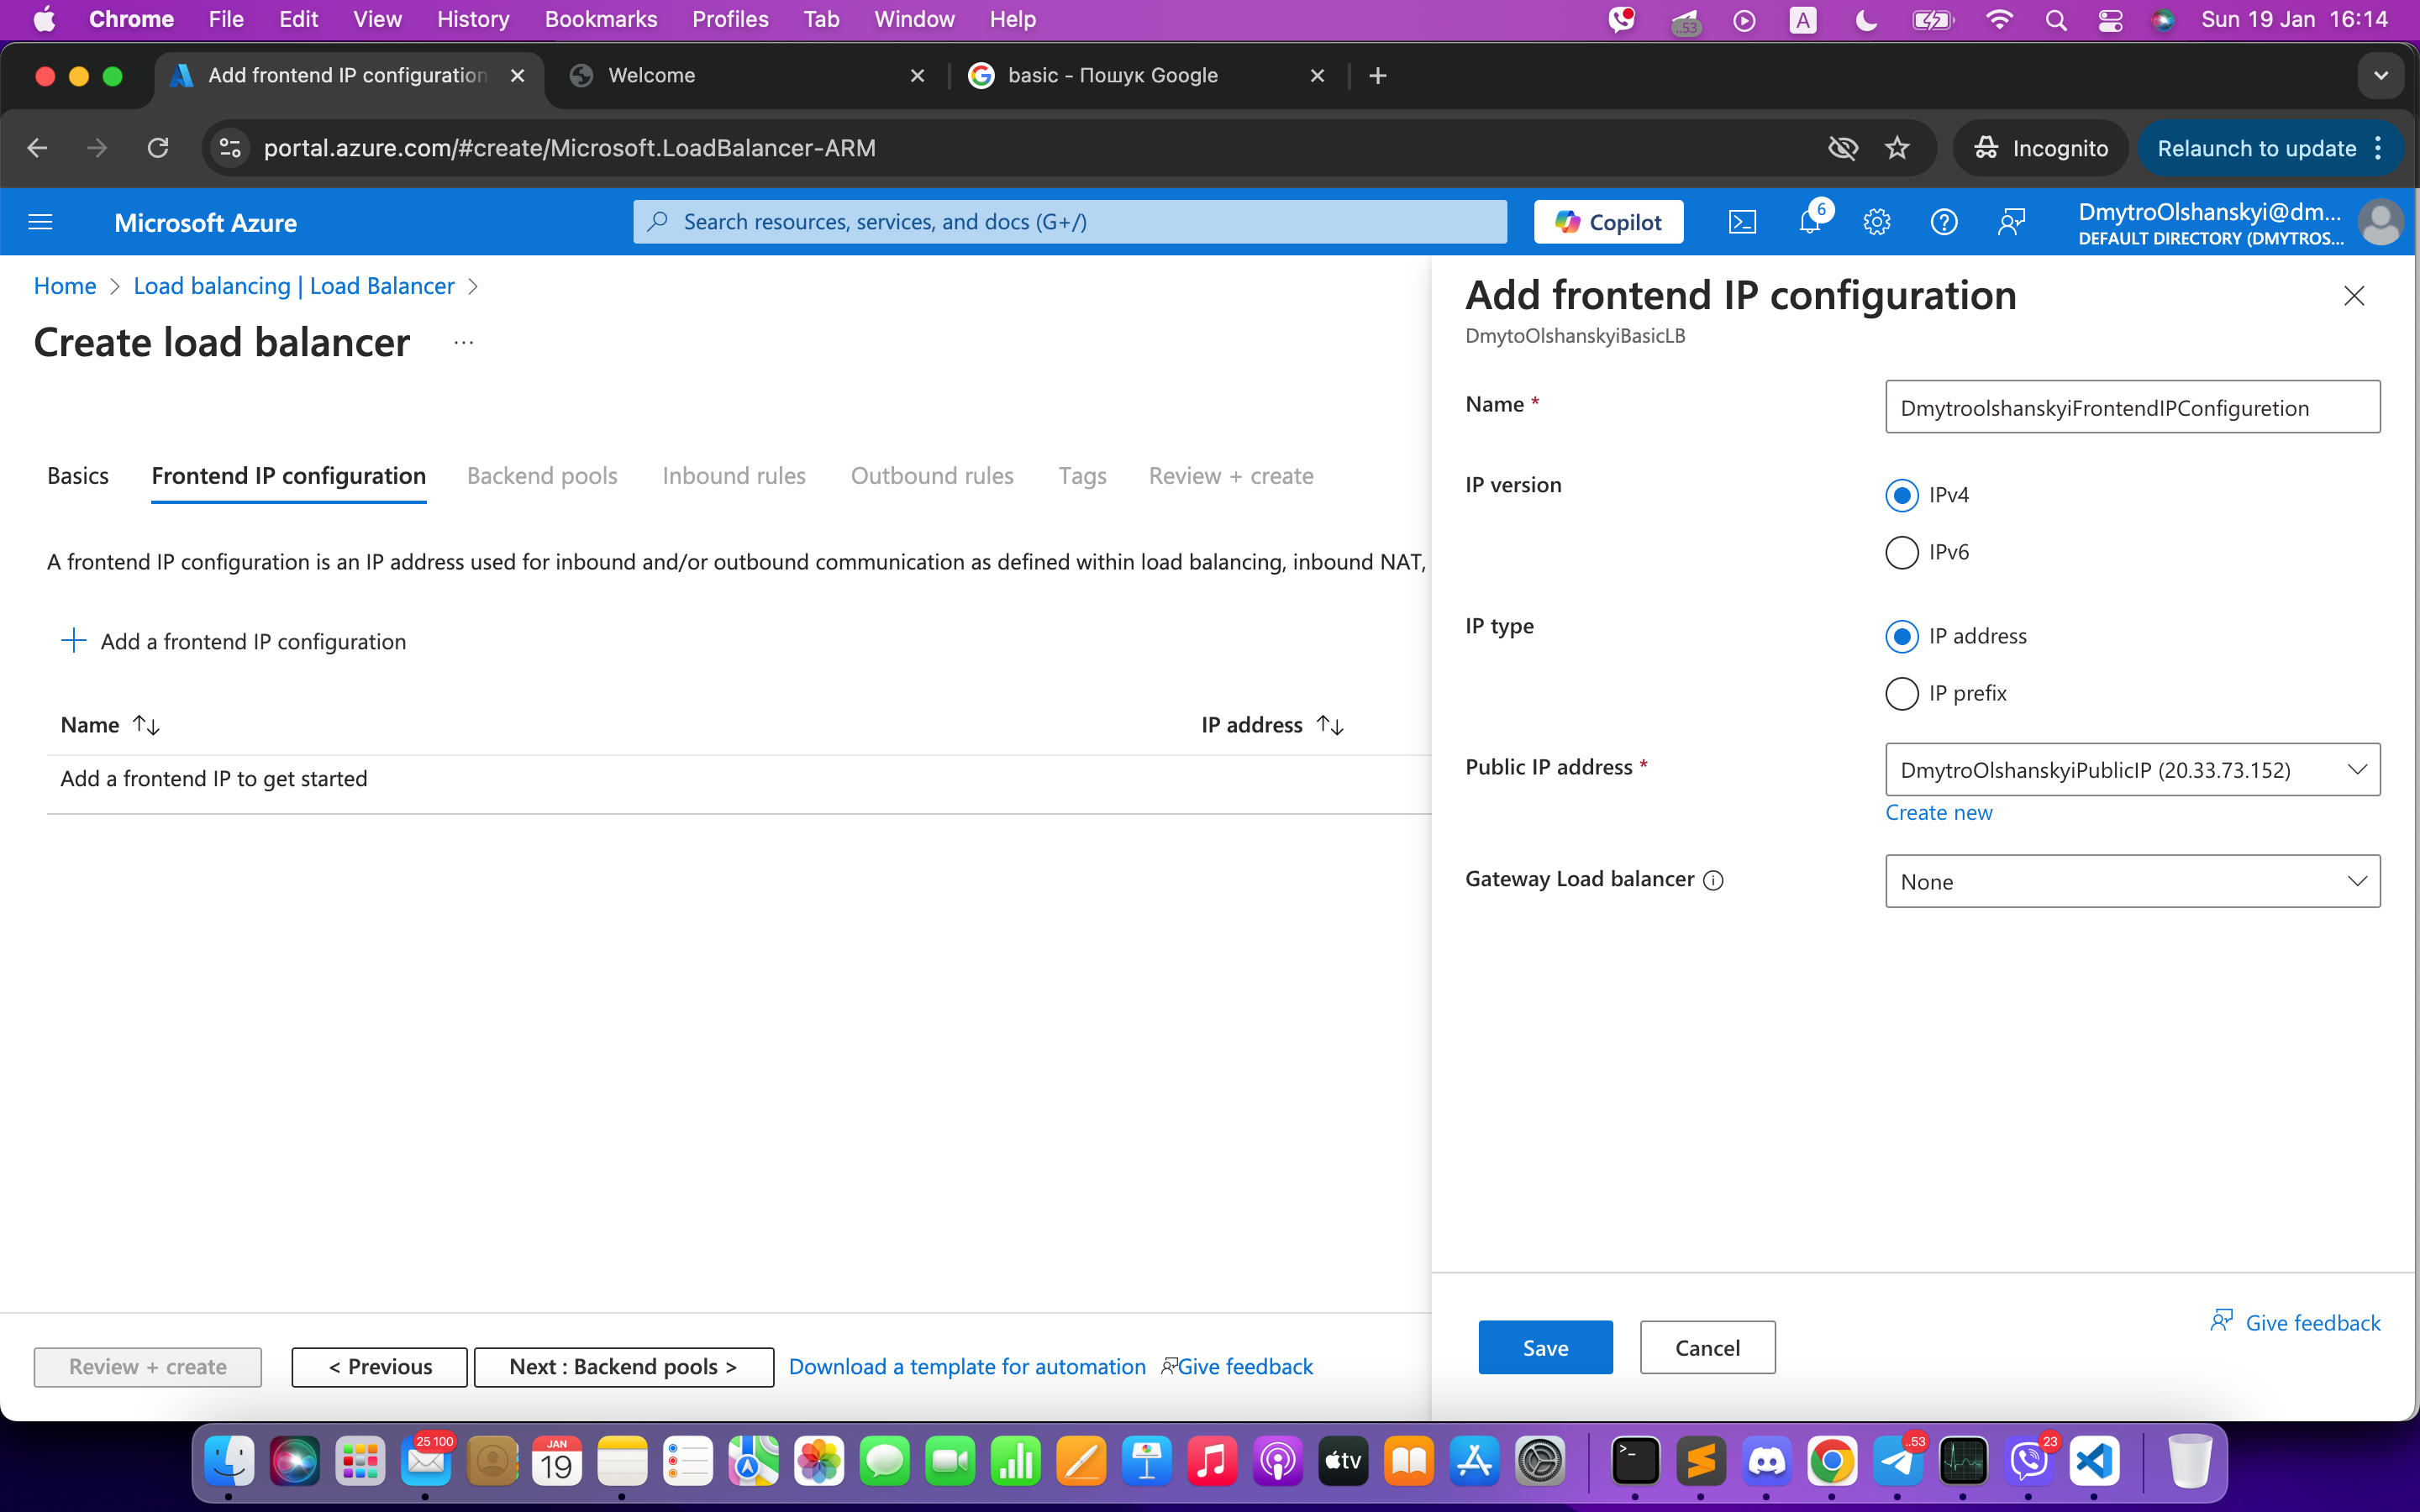 Chrome File Edit View History Bookmarks Profiles Tab Window Help
..53
A
Sun 19 Jan 16:14
Add frontend IP configuration
Welcome
basic - Пошук Google
portal.azure.com/#create/Microsoft.LoadBalancer-ARM
Incognito
Relaunch to update
Microsoft Azure
Search resources, services, and docs (G+/)
Copilot
6
DmytroOlshanskyi@dm...
DEFAULT DIRECTORY (DMYTROS...
Home > Load balancing | Load Balancer >
Create load balancer ...
Basics
Frontend IP configuration
Backend pools
Inbound rules
Outbound rules
Tags
Review + create
A frontend IP configuration is an IP address used for inbound and/or outbound communication as defined within load balancing, inbound NAT,
+ Add a frontend IP configuration
Name ↑↓
IP address ↑↓
Add a frontend IP to get started
Review + create
< Previous
Next : Backend pools >
Download a template for automation
Give feedback
Add frontend IP configuration
DmytoOlshanskyiBasicLB
Name *
DmytroolshanskyiFrontendIPConfiguretion
IP version
IPv4
IPv6
IP type
IP address
IP prefix
Public IP address *
DmytroOlshanskyiPublicIP (20.33.73.152)
Create new
Gateway Load balancer
None
Save
Cancel
Give feedback
25 100
JAN
19
tv
>_
..53
23